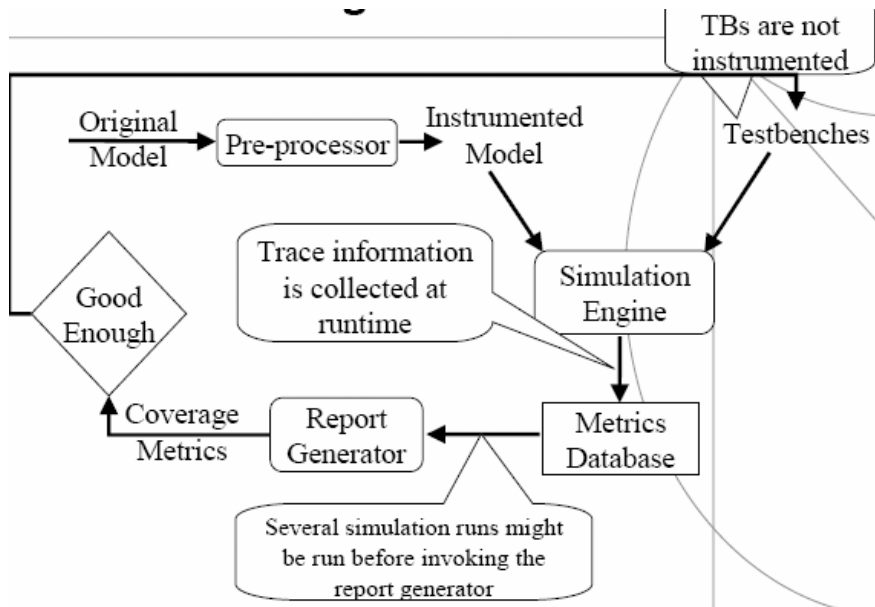 TBs are not
instrumented
Original
Model
Pre-processor
Instrumented
Model
Testbenches
Trace information
is collected at
runtime
Simulation
Engine
Good
Enough
Coverage
Metrics
Report
Generator
Metrics
Database
Several simulation runs might
be run before invoking the
report generator